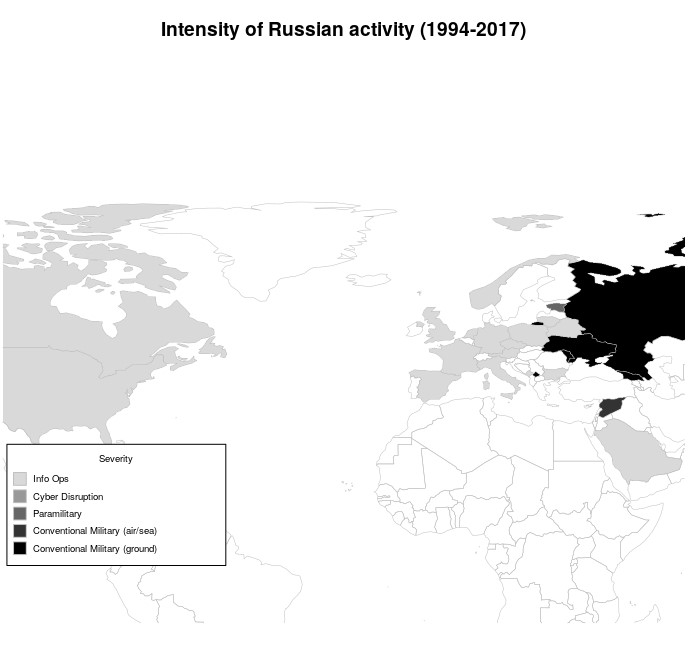 Intensity of Russian activity (1994-2017)
Severity
Info Ops
Cyber Disruption
Paramilitary
Conventional Military (air/sea)
Conventional Military (ground)